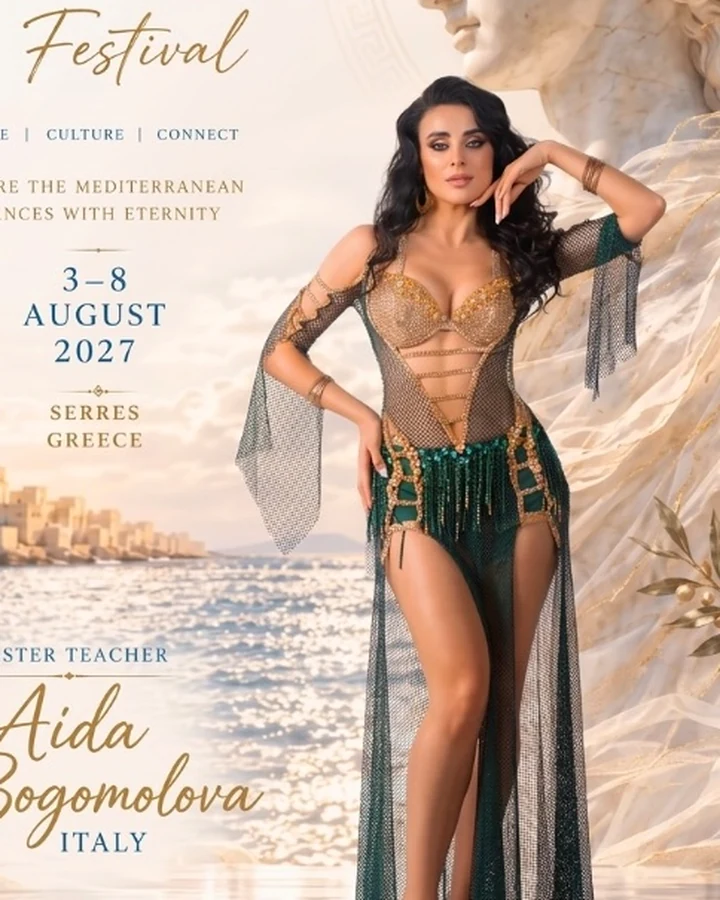 Festival
E | CULTURE | CONNECT
RE THE MEDITERRANEAN
NCES WITH ETERNITY
3–8
AUGUST
2027
SERRES
GREECE
STER TEACHER
Aida
Bogomolova
ITALY